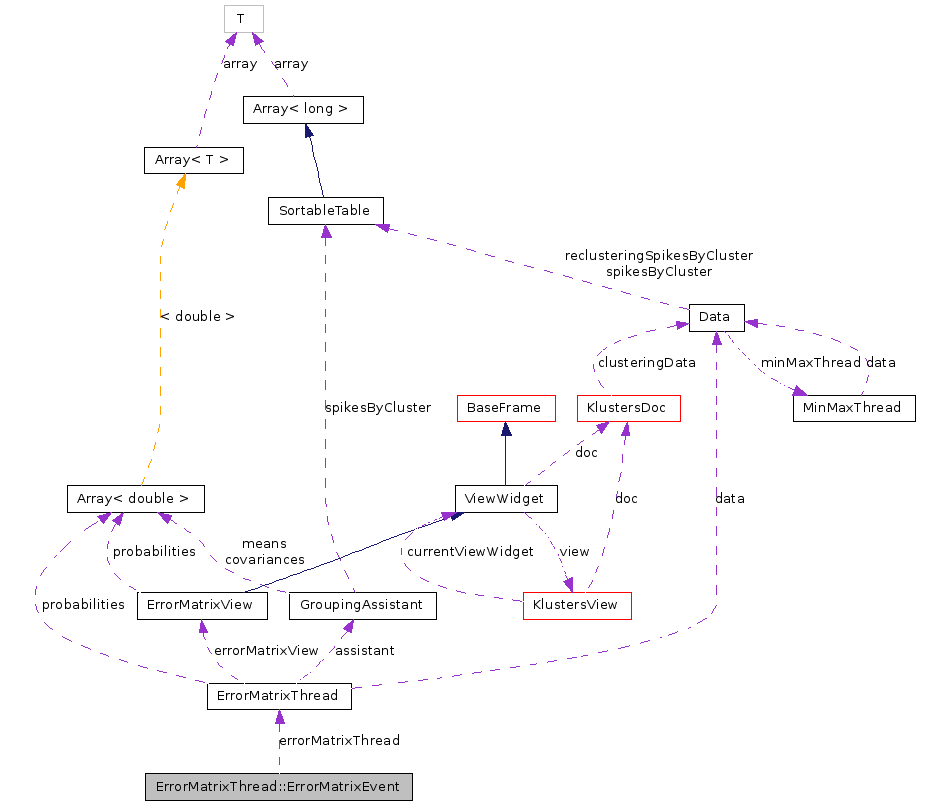 T
array
array
Array< long >
Array< T >
SortableTable
reclusteringSpikesByCluster
spikesByCluster
< double >
Data
clusteringData
minMaxThread
data
spikesByCluster
BaseFrame
KlustersDoc
MinMaxThread
doc
Array< double >
ViewWidget
doc
data
probabilities
means
covariances
currentViewWidget
view
probabilities
ErrorMatrixView
GroupingAssistant
KlustersView
errorMatrixView
assistant
ErrorMatrixThread
errorMatrixThread
ErrorMatrixThread::ErrorMatrixEvent